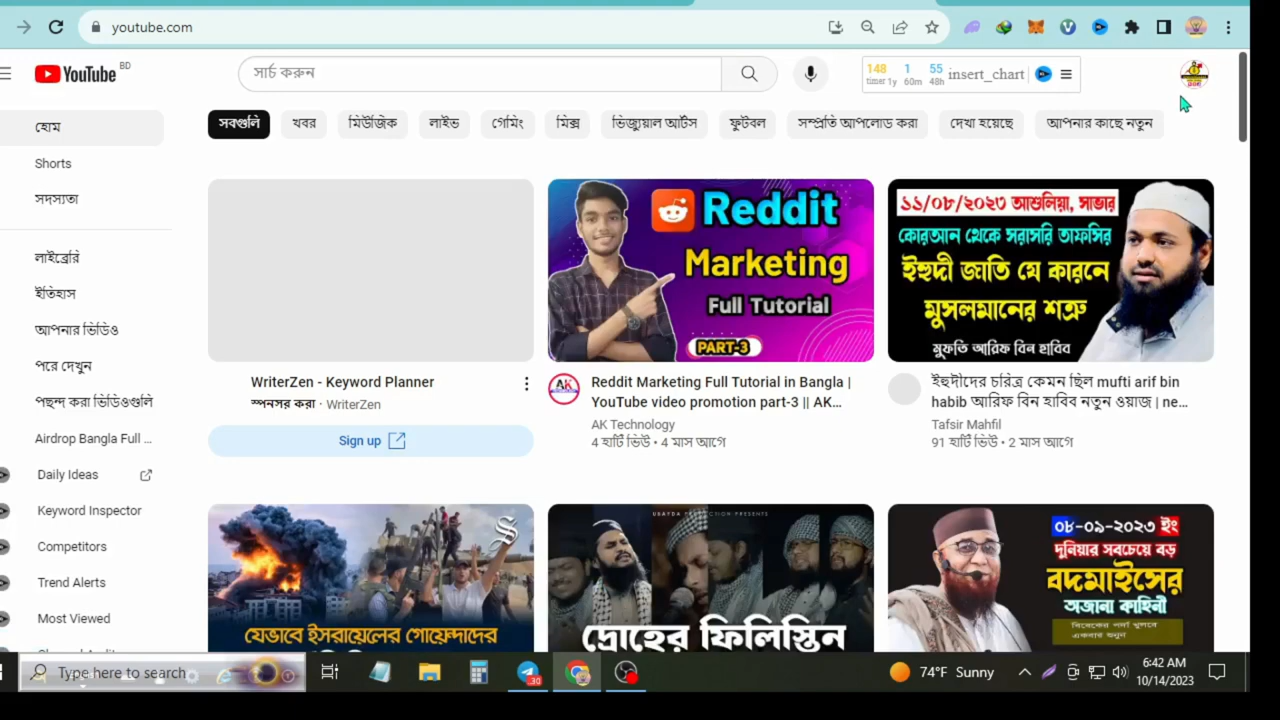 youtube.com
YouTube BD
সার্চ করুন
148 1 55 insert_chart
timer 1y 60m 48h
হোম
Shorts
সদস্যতা
লাইব্রেরি
ইতিহাস
আপনার ভিডিও
পরে দেখুন
পছন্দ করা ভিডিওগুলি
Airdrop Bangla Full ...
Daily Ideas
Keyword Inspector
Competitors
Trend Alerts
Most Viewed
সবগুলি খবর মিউজিক লাইভ গেমিং মিক্স ভিজ্যুয়াল আর্টস ফুটবল সম্প্রতি আপলোড করা দেখা হয়েছে আপনার কাছে নতুন
WriterZen - Keyword Planner
স্পনসর করা · WriterZen
Sign up
Reddit
Marketing
Full Tutorial
PART-3
AK
Reddit Marketing Full Tutorial in Bangla |
YouTube video promotion part-3 || AK...
AK Technology
4 হাটি ভিউ • 4 মাস আগে
১১/০৮/২০২৩ আশুলিয়া, সাভার
কোরআন থেকে সরাসরি তাফসির
ইহুদী জাতি যে কারনে
মুসলমানের শত্রু
মুফতি আরিফ বিন হাবিব
ইহুদীদের চরিত্র কেমন ছিল mufti arif bin
habib আরিফ বিন হাবিব নতুন ওয়াজ | ne...
Tafsir Mahfil
91 হাটি ভিউ • 2 মাস আগে
S
যেভাবে ইসরায়েলের গোয়েন্দাদের
দ্রোহের ফিলিস্তিন
০৮-০৯-২০২৩ ইং
দুনিয়ার সবচেয়ে বড়
বদমাইসের
অজানা কাহিনী
Type here to search
30
74°F Sunny
6:42 AM
10/14/2023